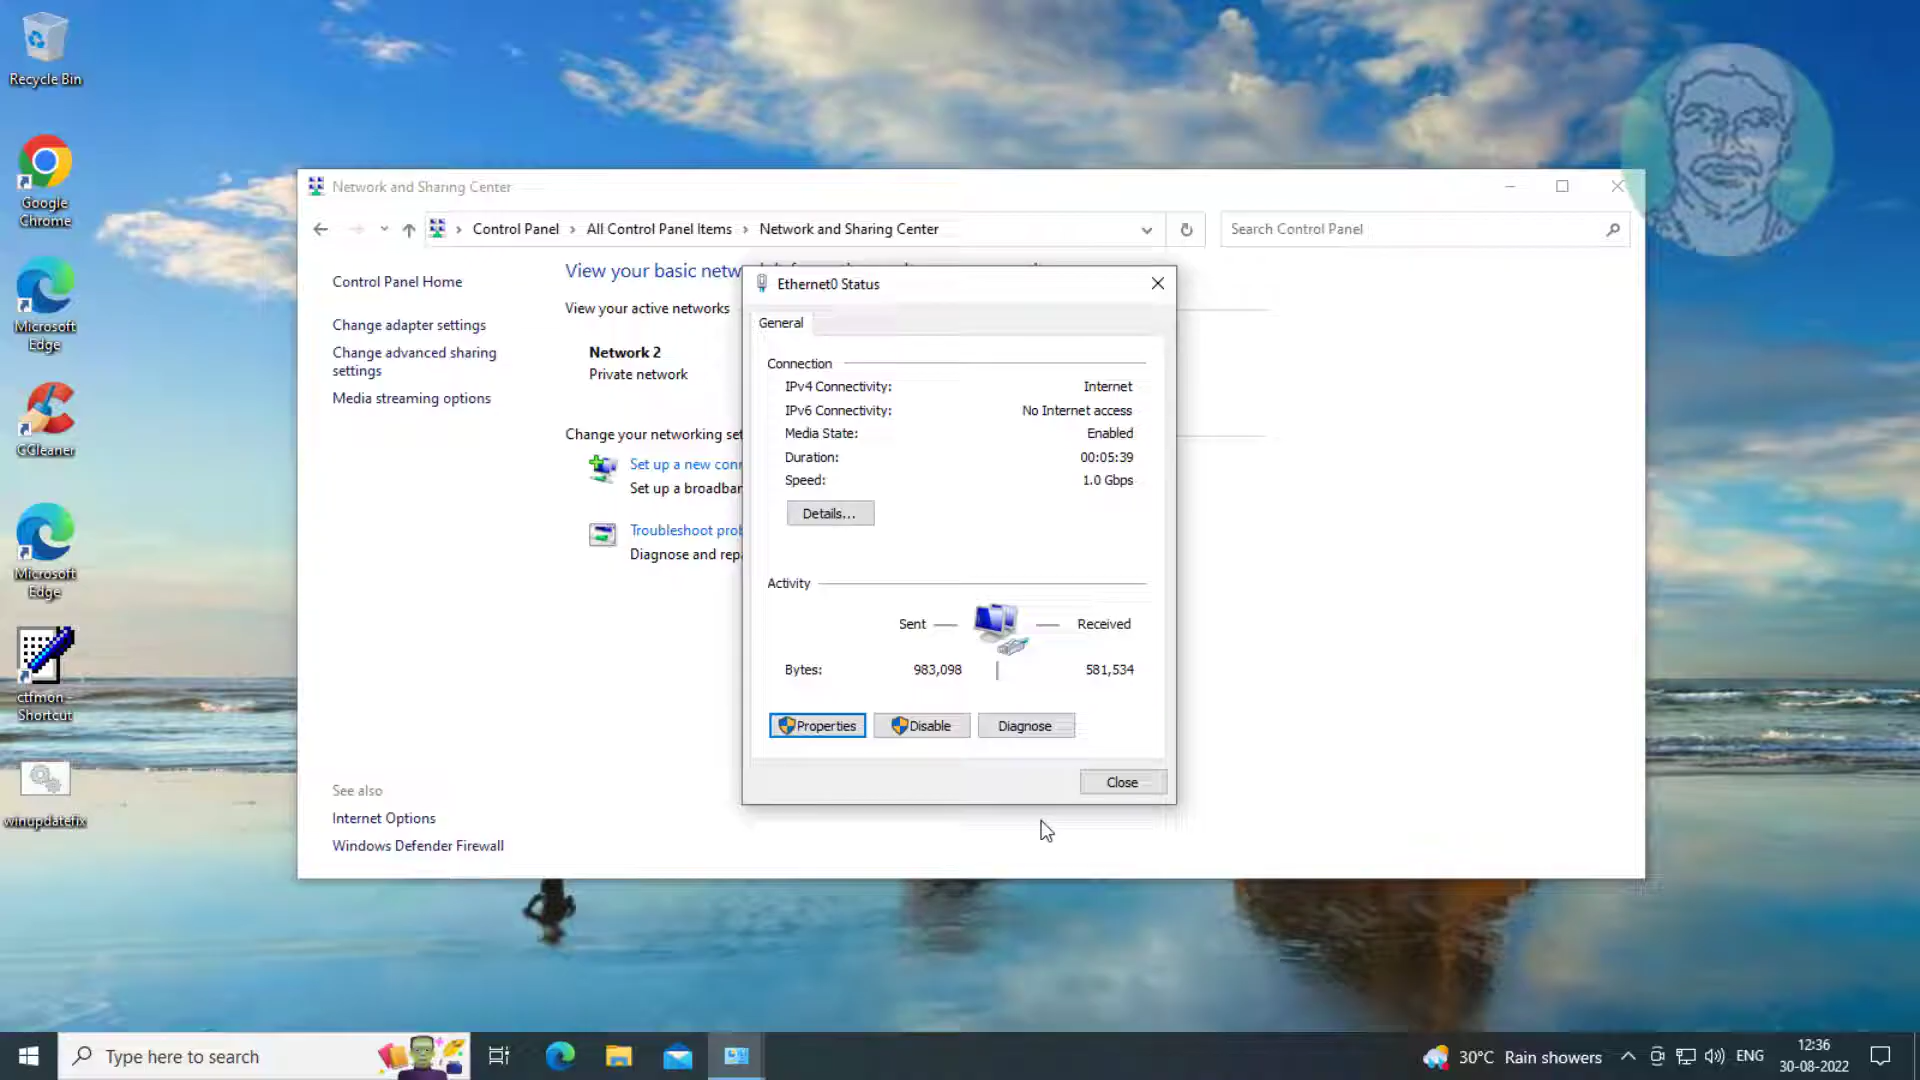 Recycle Bin
Google
Chrome
Microsoft
Edge
CCleaner
Microsoft
Edge
ctfmon -
Shortcut
winupdatefix
Network and Sharing Center
Control Panel
All Control Panel Items
Network and Sharing Center
Search Control Panel
Control Panel Home
Change adapter settings
Change advanced sharing
settings
Media streaming options
See also
Internet Options
Windows Defender Firewall
View your basic netw
View your active networks
Network 2
Private network
Change your networking set
Set up a new conn
Set up a broadban
Troubleshoot prob
Diagnose and repa
Ethernet0 Status
General
Connection
IPv4 Connectivity: Internet
IPv6 Connectivity: No Internet access
Media State: Enabled
Duration: 00:05:39
Speed: 1.0 Gbps
Details...
Activity
Sent Received
Bytes: 983,098 581,534
Properties Disable Diagnose
Close
Type here to search
30°C Rain showers
ENG
12:36
30-08-2022